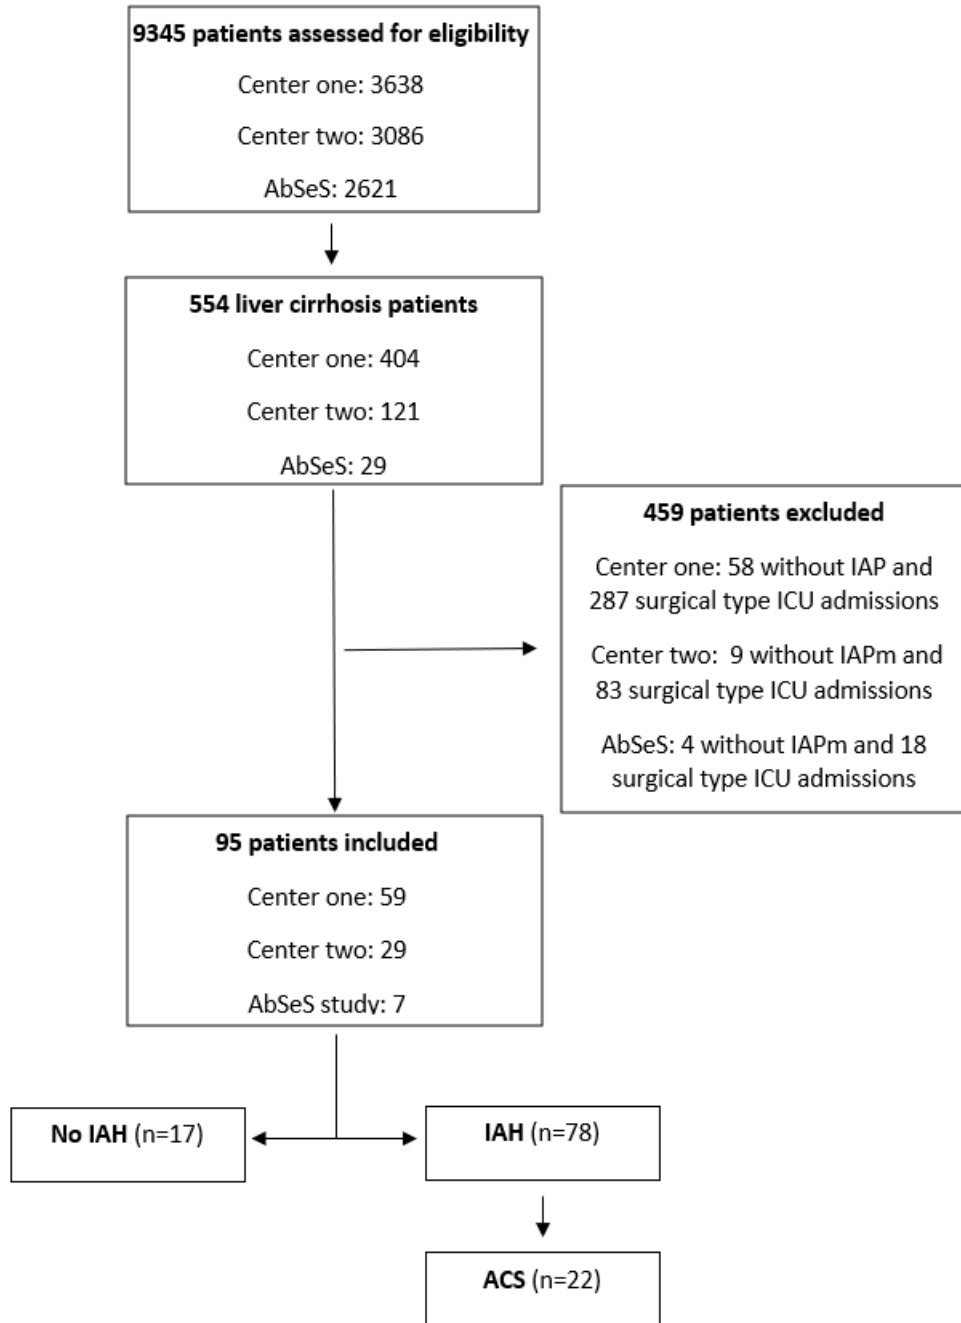 9345 patients assessed for eligibility
Center one: 3638
Center two: 3086
AbSeS: 2621
554 liver cirrhosis patients
Center one: 404
Center two: 121
AbSeS: 29
459 patients excluded
Center one: 58 without IAP and
287 surgical type ICU admissions
Center two: 9 without IAPm and
83 surgical type ICU admissions
AbSeS: 4 without IAPm and 18
surgical type ICU admissions
95 patients included
Center one: 59
Center two: 29
AbSeS study: 7
No IAH (n=17)
IAH (n=78)
ACS (n=22)